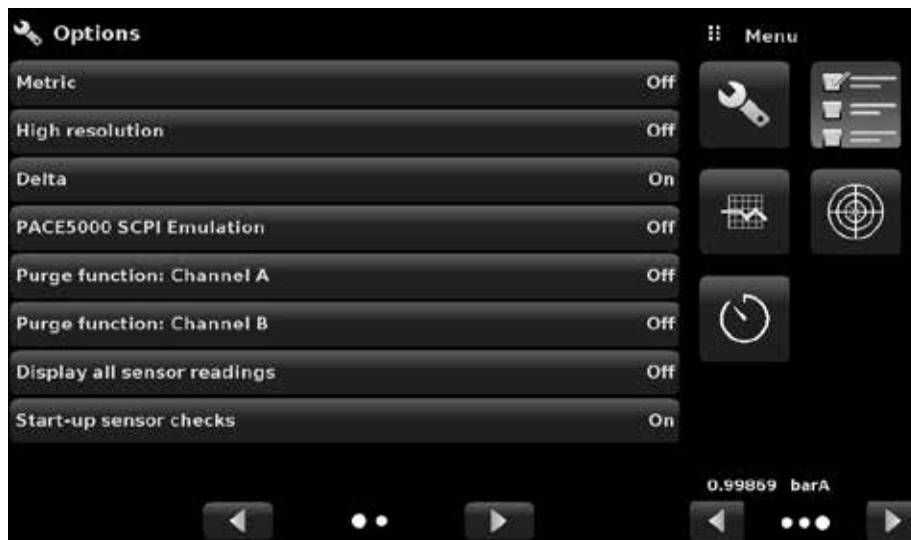 Options
Metric Off
High resolution Off
Delta On
PACE5000 SCPI Emulation Off
Purge function: Channel A Off
Purge function: Channel B Off
Display all sensor readings Off
Start-up sensor checks On
Menu
0.99869 barA